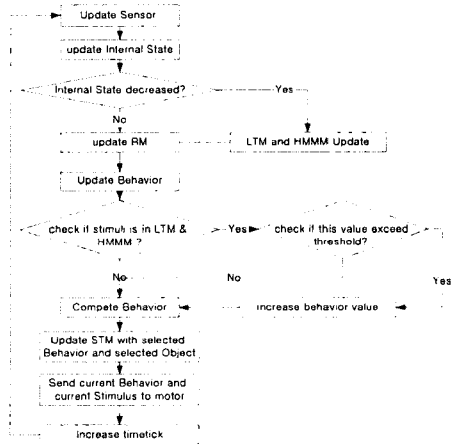 Update Sensor
update Internal State
Internal State decreased?
Yes
No
update RM
LTM and HMMM Update
Update Behavior
check if stimuli is in LTM &
HMMM ?
Yes
check if this value exceed
threshold?
No
No
Yes
Compete Behavior
increase behavior value
Update STM with selected
Behavior and selected Object
Send current Behavior and
current Stimulus to motor
Increase timetick